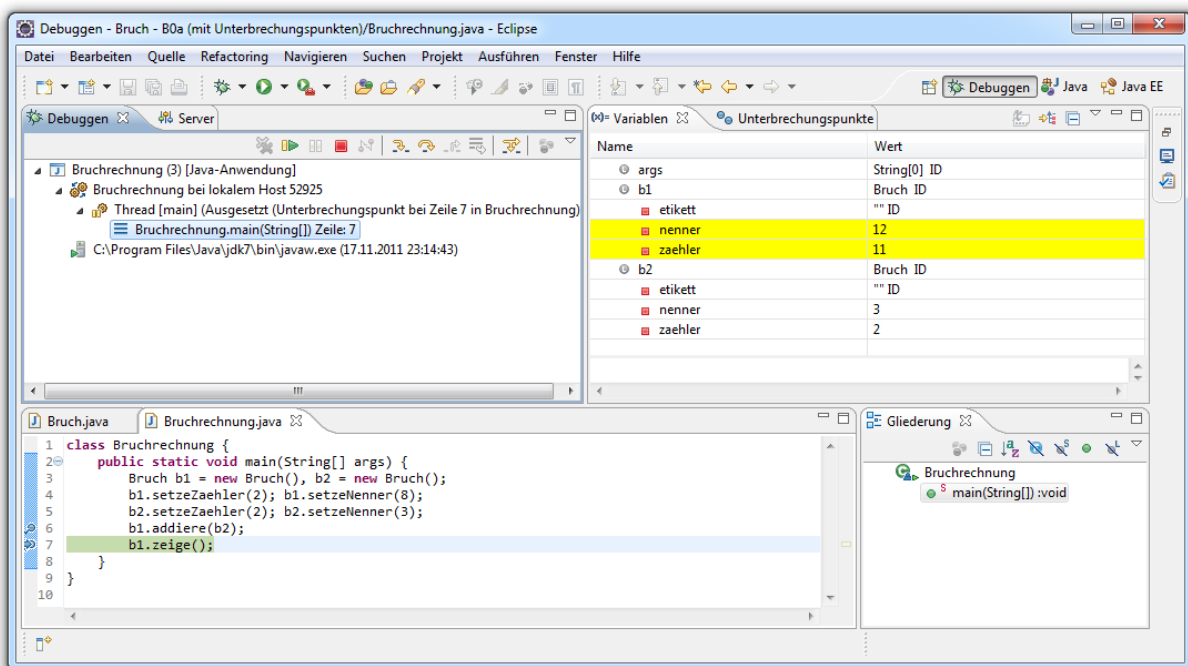 Debuggen - Bruch - B0a (mit Unterbrechungspunkten)/Bruchrechnung.java - Eclipse
Datei Bearbeiten Quelle Refactoring Navigieren Suchen Projekt Ausführen Fenster Hilfe
Debuggen Java Java EE
Debuggen Server
Bruchrechnung (3) [Java-Anwendung]
Bruchrechnung bei lokalem Host 52925
Thread [main] (Ausgesetzt (Unterbrechungspunkt bei Zeile 7 in Bruchrechnung)
Bruchrechnung.main(String[]) Zeile: 7
C:\Program Files\Java\jdk7\bin\javaw.exe (17.11.2011 23:14:43)
(x)= Variablen Unterbrechungspunkte
Name Wert
args String[0] ID
b1 Bruch ID
etikett "" ID
nenner 12
zaehler 11
b2 Bruch ID
etikett "" ID
nenner 3
zaehler 2
Bruch.java Bruchrechnung.java
1 class Bruchrechnung {
2 public static void main(String[] args) {
3 Bruch b1 = new Bruch(), b2 = new Bruch();
4 b1.setzeZaehler(2); b1.setzeNenner(8);
5 b2.setzeZaehler(2); b2.setzeNenner(3);
6 b1.addiere(b2);
7 b1.zeige();
8 }
9 }
10
Gliederung
Bruchrechnung
S main(String[]) :void